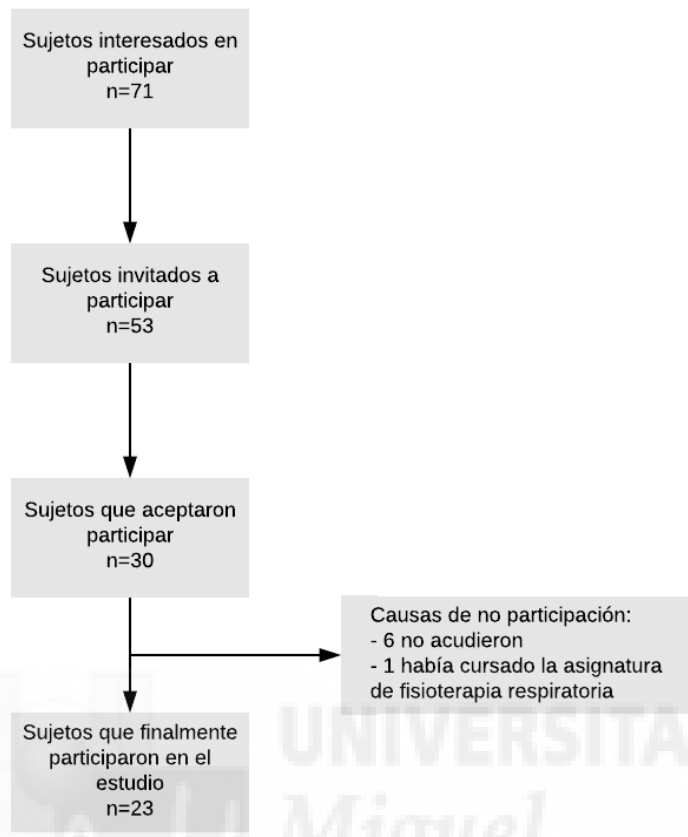 Sujetos interesados en
participar
n=71
Sujetos invitados a
participar
n=53
Sujetos que aceptaron
participar
n=30
Causas de no participación:
- 6 no acudieron
- 1 había cursado la asignatura
de fisioterapia respiratoria
Sujetos que finalmente
participaron en el
estudio
n=23
UNIVERSITA
Miguel